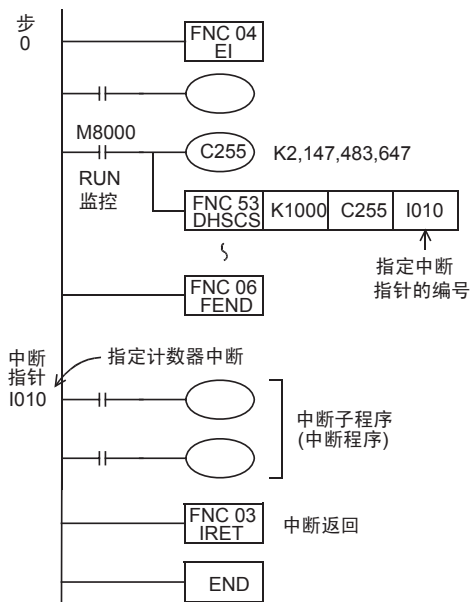 步
0
FNC 04
EI
M8000
C255
K2,147,483,647
RUN
监控
FNC 53
DHSCS
K1000
C255
I010
指定中断
指针的编号
FNC 06
FEND
中断
指针
I010
指定计数器中断
中断子程序
(中断程序)
FNC 03
IRET
中断返回
END